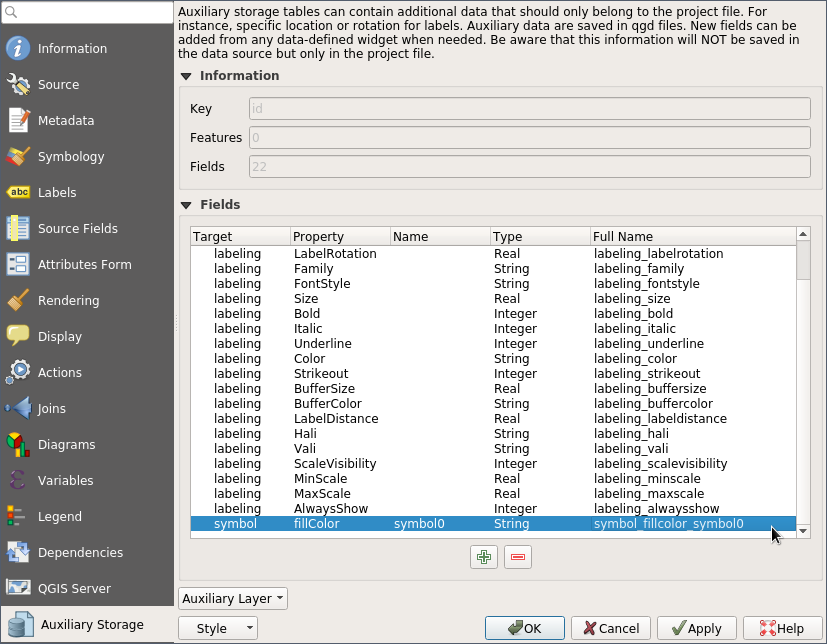 Auxiliary storage tables can contain additional data that should only belong to the project file. For
instance, specific location or rotation for labels. Auxiliary data are saved in qgd files. New fields can be
added from any data-defined widget when needed. Be aware that this information will NOT be saved in
the data source but only in the project file.
Information
Source
Metadata
Symbology
abc Labels
Source Fields
Attributes Form
Rendering
Display
Actions
Joins
Diagrams
Variables
Legend
Dependencies
QGIS Server
Auxiliary Storage
Information
Key id
Features 0
Fields 22
Fields
Target Property Name Type Full Name
labeling LabelRotation Real labeling_labelrotation
labeling Family String labeling_family
labeling FontStyle String labeling_fontstyle
labeling Size Real labeling_size
labeling Bold Integer labeling_bold
labeling Italic Integer labeling_italic
labeling Underline Integer labeling_underline
labeling Color String labeling_color
labeling Strikeout Integer labeling_strikeout
labeling BufferSize Real labeling_buffersize
labeling BufferColor String labeling_buffercolor
labeling LabelDistance Real labeling_labeldistance
labeling Hali String labeling_hali
labeling Vali String labeling_vali
labeling ScaleVisibility Integer labeling_scalevisibility
labeling MinScale Real labeling_minscale
labeling MaxScale Real labeling_maxscale
labeling AlwaysShow Integer labeling_alwaysshow
symbol fillColor symbol0 String symbol_fillcolor_symbol0
Auxiliary Layer
Style OK Cancel Apply Help